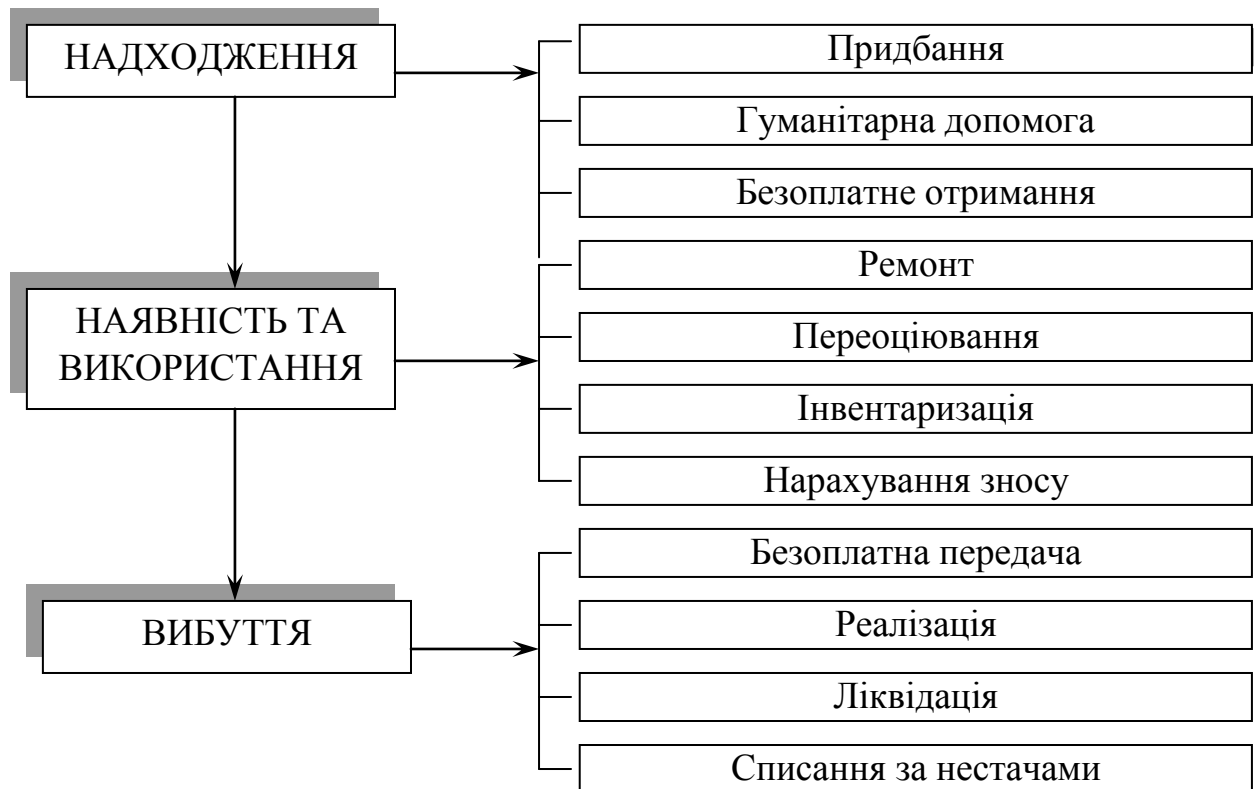 НАДХОДЖЕННЯ
Придбання
Гуманітарна допомога
Безоплатне отримання
НАЯВНІСТЬ ТА
ВИКОРИСТАННЯ
Ремонт
Переоціювання
Інвентаризація
Нарахування зносу
ВИБУТТЯ
Безоплатна передача
Реалізація
Ліквідація
Списання за нестачами